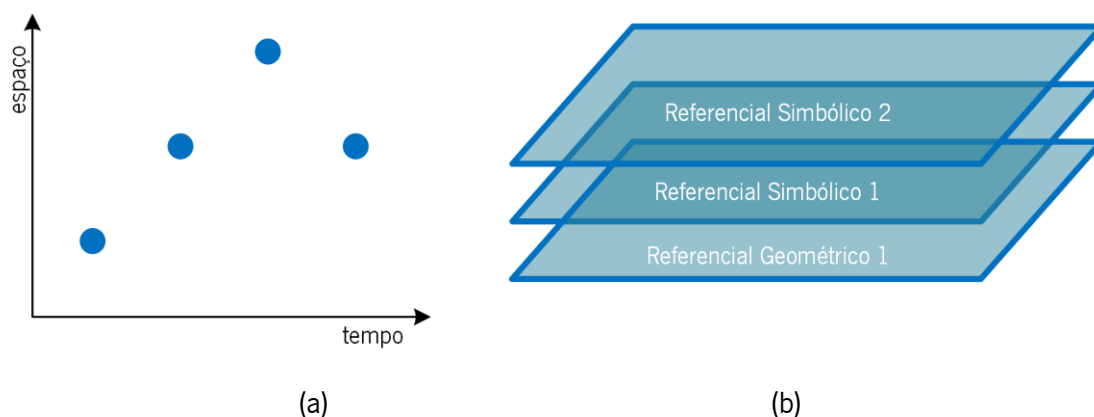 espaço
tempo
(a)
Referencial Simbólico 2
Referencial Simbólico 1
Referencial Geométrico 1
(b)